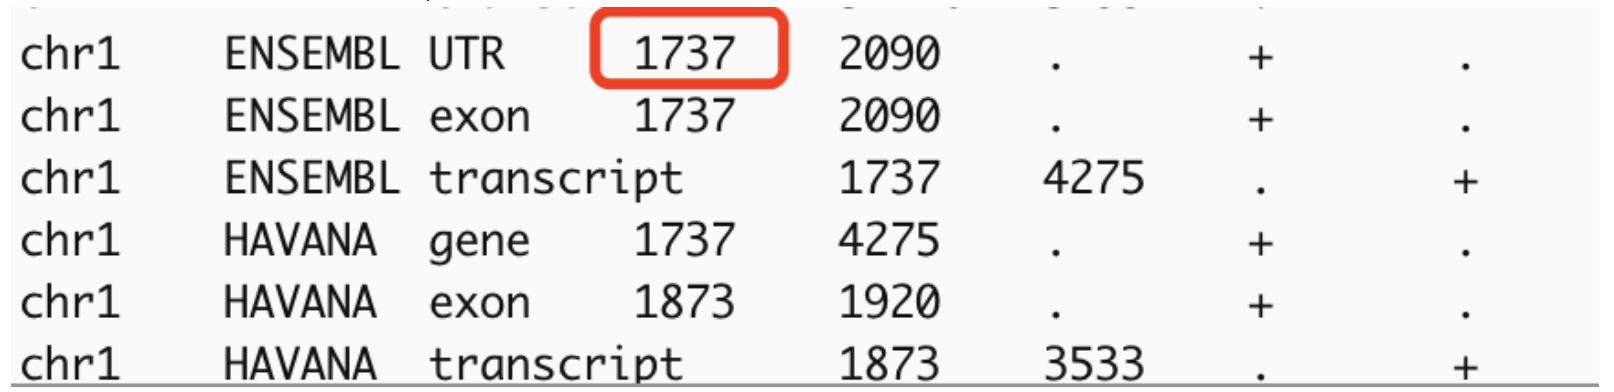 chr1 ENSEMBL UTR 1737 2090 . + .
chr1 ENSEMBL exon 1737 2090 . + .
chr1 ENSEMBL transcript 1737 4275 . +
chr1 HAVANA gene 1737 4275 . + .
chr1 HAVANA exon 1873 1920 . + .
chr1 HAVANA transcript 1873 3533 . +